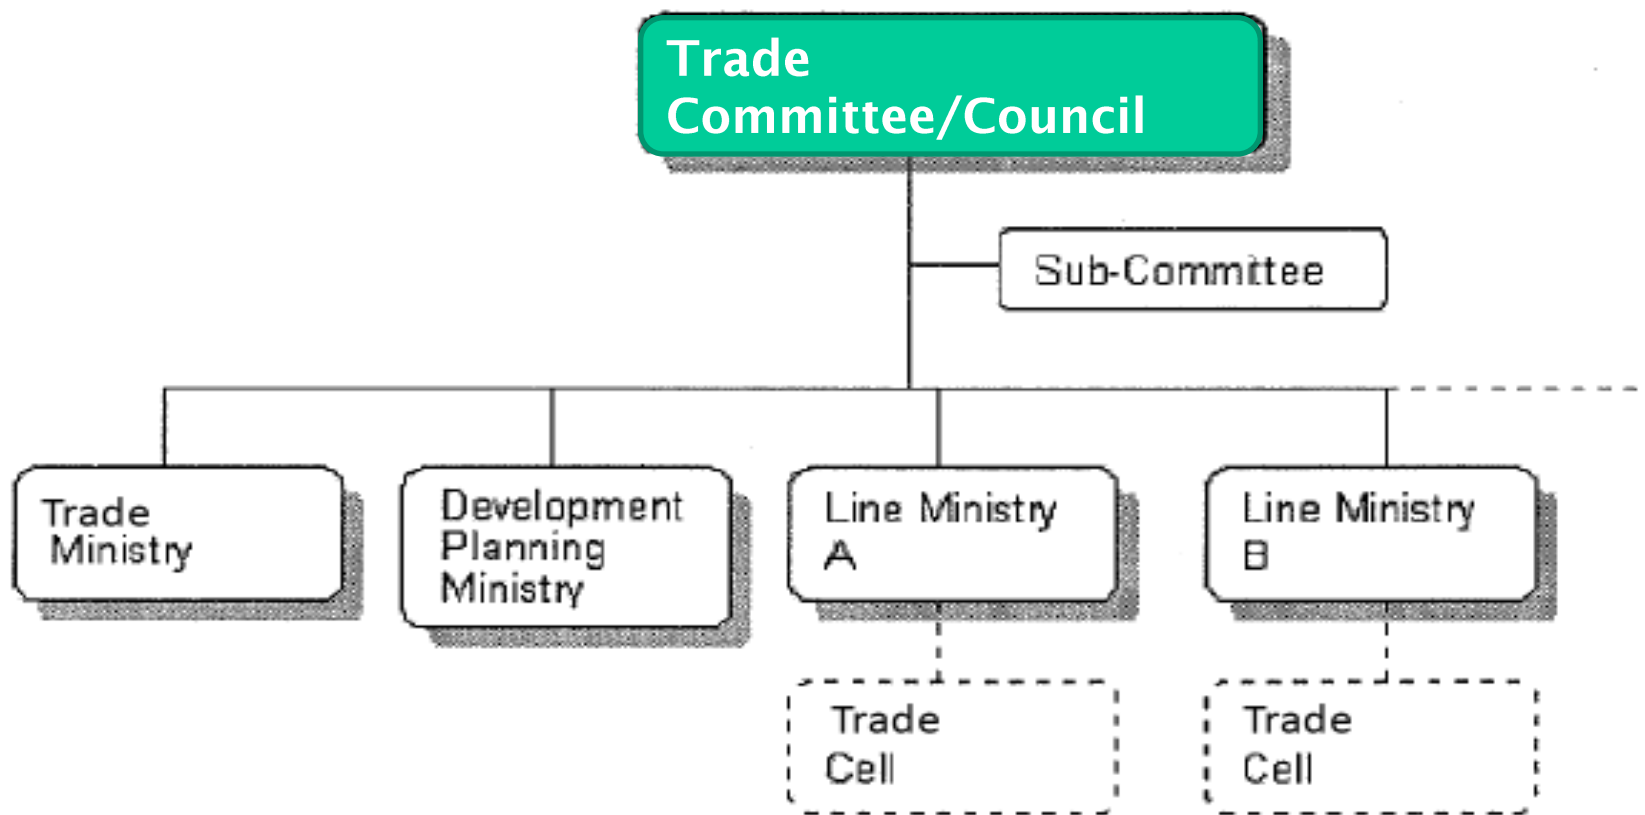 Trade
Committee/Council
Sub-Committee
Trade
Ministry
Development
Planning
Ministry
Line Ministry
A
Line Ministry
B
Trade
Cell
Trade
Cell